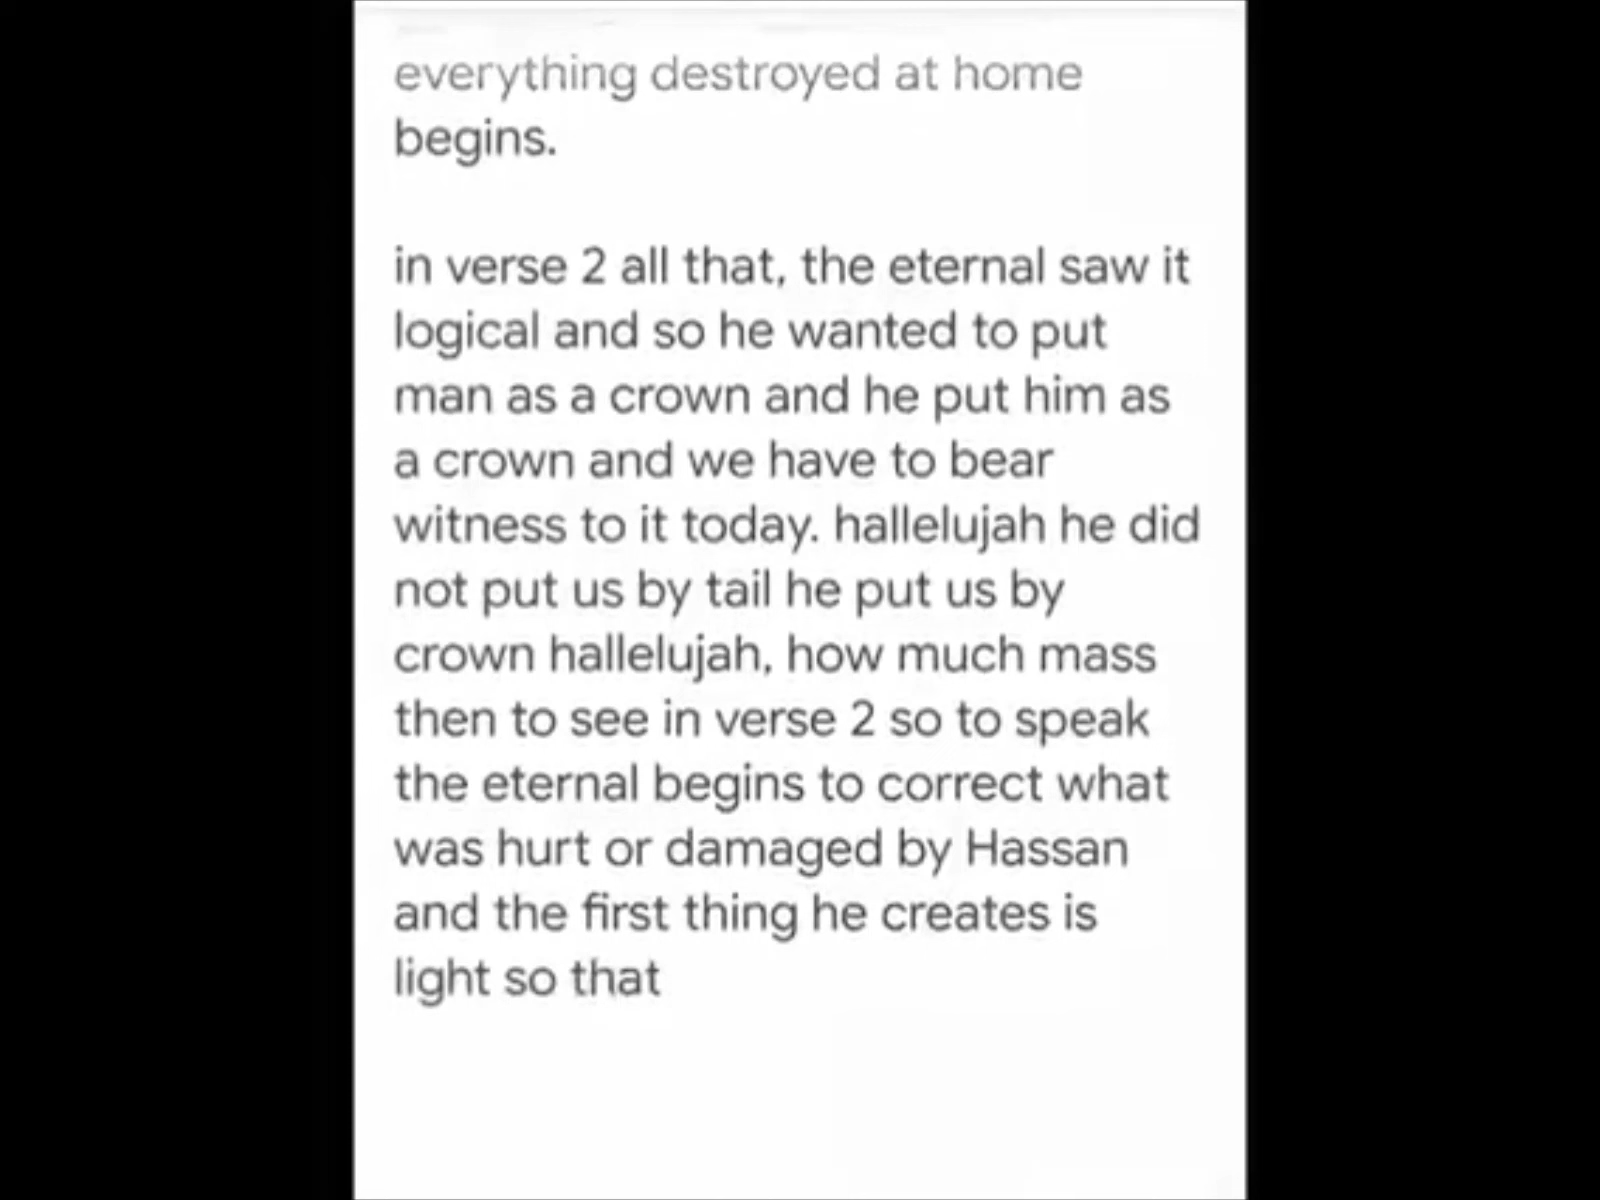 everything destroyed at home
begins.
in verse 2 all that, the eternal saw it
logical and so he wanted to put
man as a crown and he put him as
a crown and we have to bear
witness to it today. hallelujah he did
not put us by tail he put us by
crown hallelujah, how much mass
then to see in verse 2 so to speak
the eternal begins to correct what
was hurt or damaged by Hassan
and the first thing he creates is
light so that